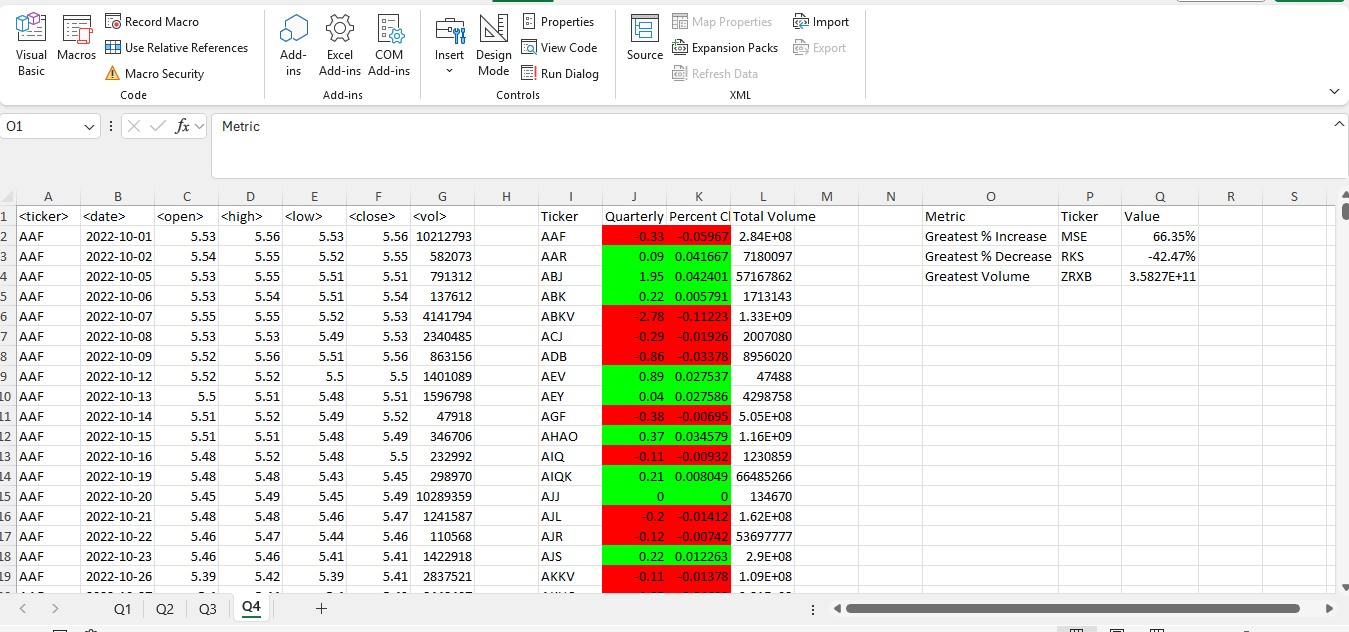 Visual Basic
Macros
Record Macro
Use Relative References
Macro Security
Code
Add-ins
Excel Add-ins
COM Add-ins
Add-ins
Insert
Design Mode
Properties
View Code
Run Dialog
Controls
Source
Map Properties
Expansion Packs
Refresh Data
Import
Export
XML
O1 fx Metric
A B C D E F G H I J K L M N O P Q R S
1 <ticker> <date> <open> <high> <low> <close> <vol> Ticker Quarterly Percent C Total Volume Metric Ticker Value
2 AAF 2022-10-01 5.53 5.56 5.53 5.56 10212793 AAF -0.33 -0.05967 2.84E+08 Greatest % Increase MSE 66.35%
3 AAF 2022-10-02 5.54 5.55 5.52 5.55 582073 AAR 0.09 0.041667 7180097 Greatest % Decrease RKS -42.47%
4 AAF 2022-10-05 5.53 5.55 5.51 5.51 791312 ABJ 1.95 0.042401 57167862 Greatest Volume ZRXB 3.5827E+11
5 AAF 2022-10-06 5.53 5.54 5.51 5.54 137612 ABK 0.22 0.005791 1713143
6 AAF 2022-10-07 5.55 5.55 5.52 5.53 4141794 ABKV -2.78 -0.11223 1.33E+09
7 AAF 2022-10-08 5.53 5.53 5.49 5.53 2340485 ACJ -0.29 -0.01926 2007080
8 AAF 2022-10-09 5.52 5.56 5.51 5.56 863156 ADB -0.86 -0.03378 8956020
9 AAF 2022-10-12 5.52 5.52 5.5 5.5 1401089 AEV 0.89 0.027537 47488
10 AAF 2022-10-13 5.5 5.51 5.48 5.51 1596798 AEY 0.04 0.027586 4298758
11 AAF 2022-10-14 5.51 5.52 5.49 5.52 47918 AGF -0.38 -0.00695 5.05E+08
12 AAF 2022-10-15 5.51 5.51 5.48 5.49 346706 AHAO 0.37 0.034579 1.16E+09
13 AAF 2022-10-16 5.48 5.52 5.48 5.5 232992 AIQ -0.11 -0.00932 1230859
14 AAF 2022-10-19 5.48 5.48 5.43 5.45 298970 AIQK 0.21 0.008049 66485266
15 AAF 2022-10-20 5.45 5.49 5.45 5.49 10289359 AJJ 0 0 134670
16 AAF 2022-10-21 5.48 5.48 5.46 5.47 1241587 AJL -0.2 -0.01412 1.62E+08
17 AAF 2022-10-22 5.46 5.47 5.44 5.46 110568 AJR -0.12 -0.00742 53697777
18 AAF 2022-10-23 5.46 5.46 5.41 5.41 1422918 AJS 0.22 0.012263 2.9E+08
19 AAF 2022-10-26 5.39 5.42 5.39 5.41 2837521 AKKV -0.11 -0.01378 1.09E+08
Q1 Q2 Q3 Q4